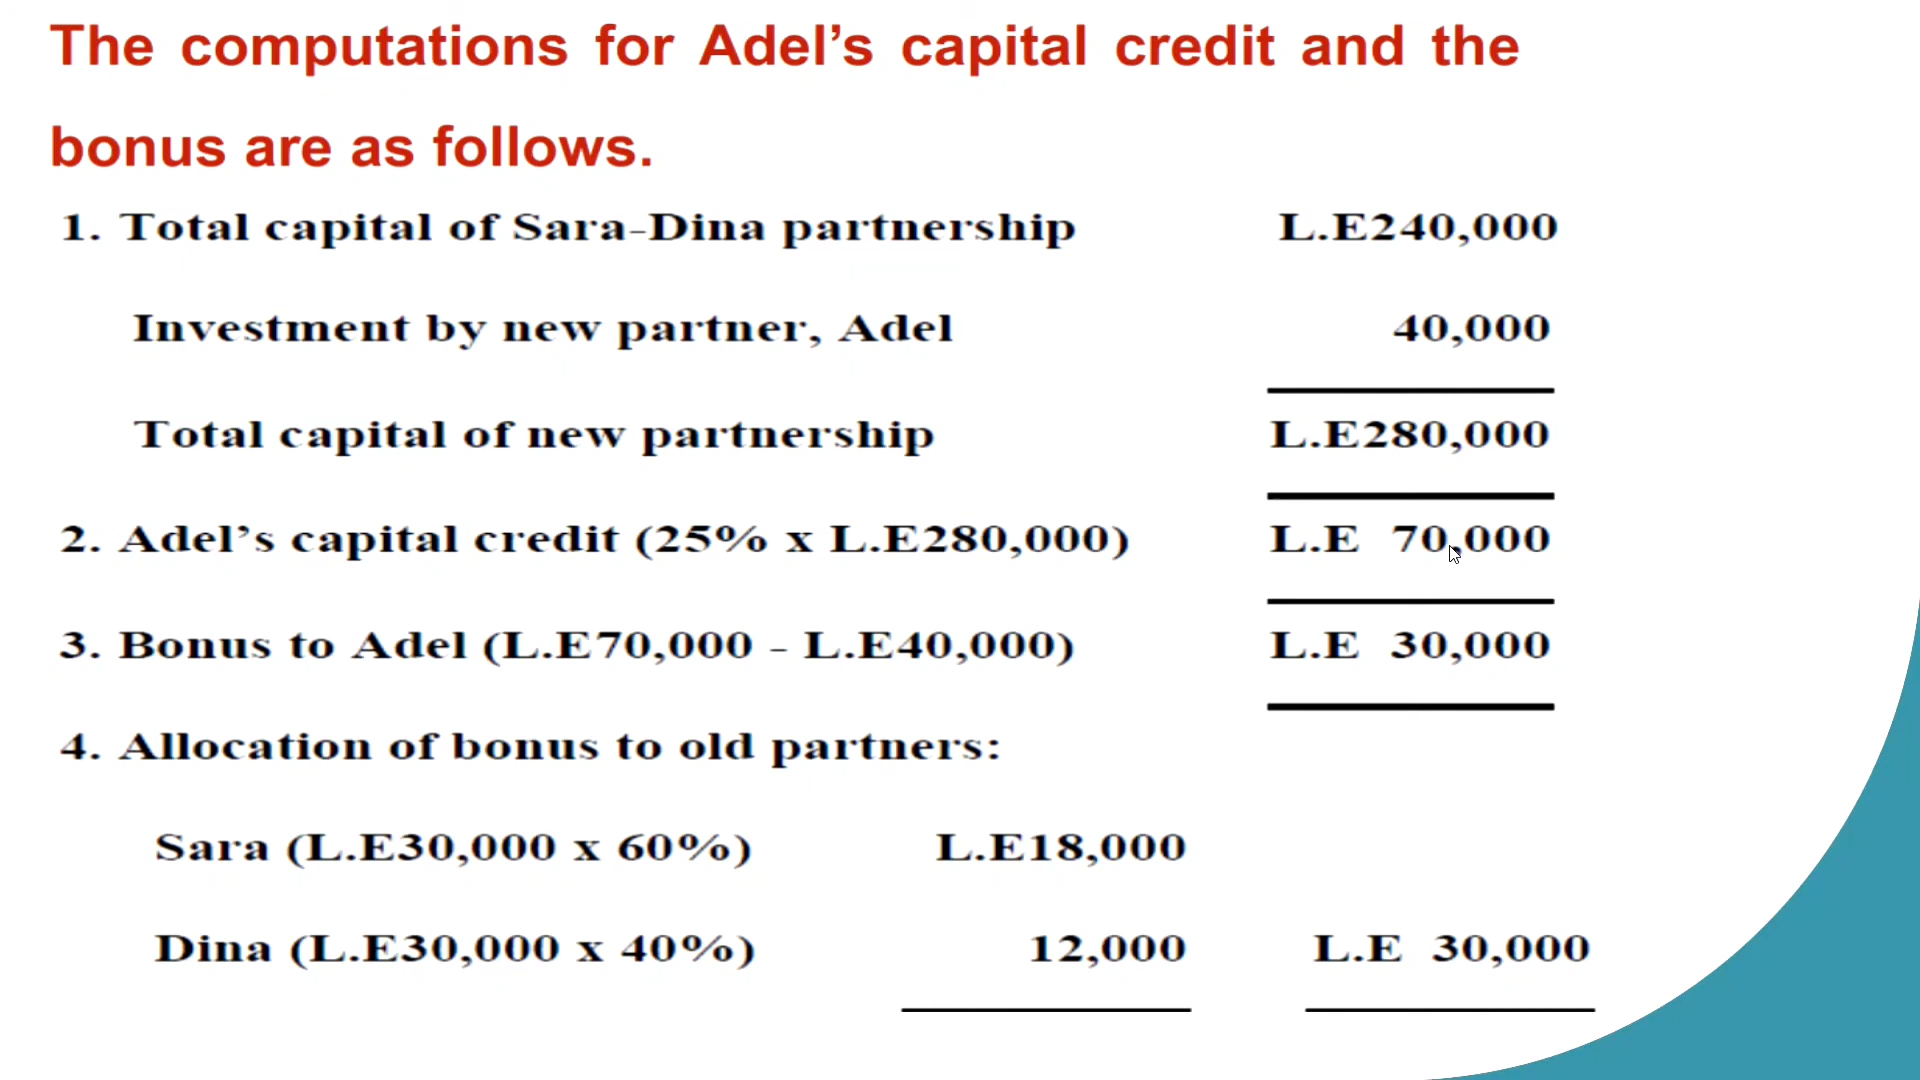 The computations for Adel’s capital credit and the
bonus are as follows.
1. Total capital of Sara-Dina partnership L.E240,000
Investment by new partner, Adel 40,000
Total capital of new partnership L.E280,000
2. Adel’s capital credit (25% x L.E280,000) L.E 70,000
3. Bonus to Adel (L.E70,000 - L.E40,000) L.E 30,000
4. Allocation of bonus to old partners:
Sara (L.E30,000 x 60%) L.E18,000
Dina (L.E30,000 x 40%) 12,000 L.E 30,000